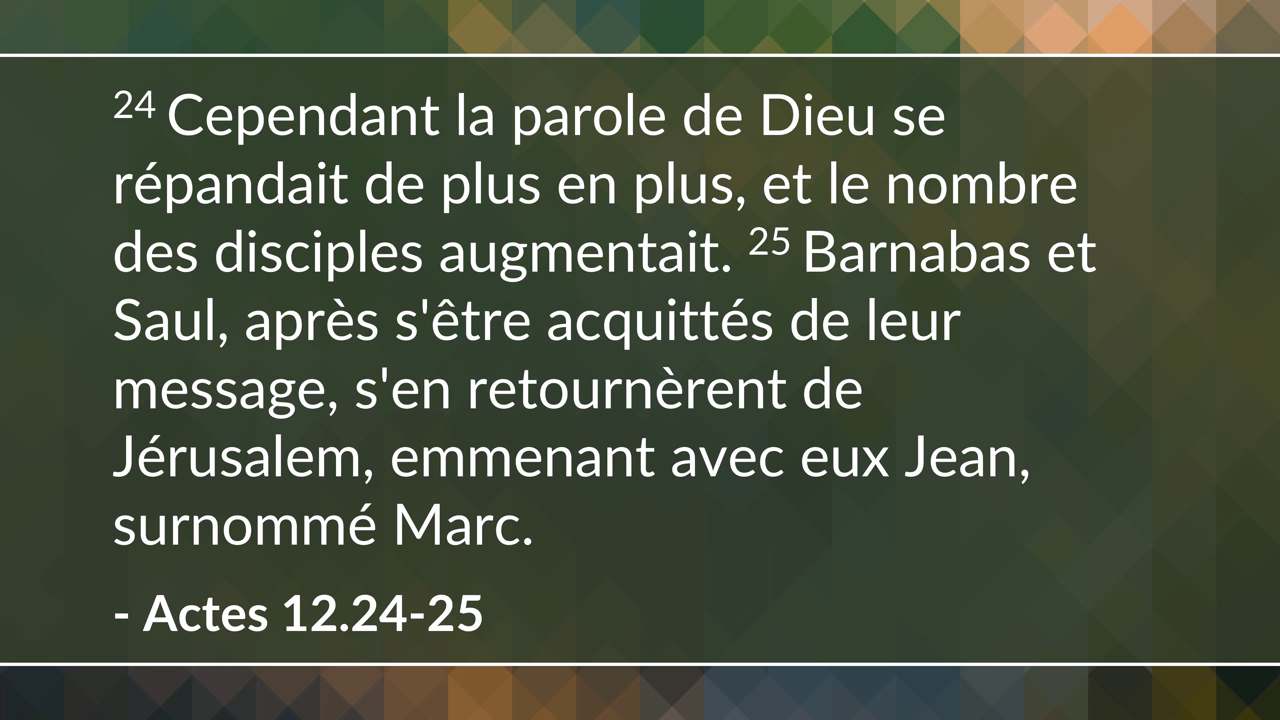 24 Cependant la parole de Dieu se
répandait de plus en plus, et le nombre
des disciples augmentait. 25 Barnabas et
Saul, après s'être acquittés de leur
message, s'en retournèrent de
Jérusalem, emmenant avec eux Jean,
surnommé Marc.
- Actes 12.24-25